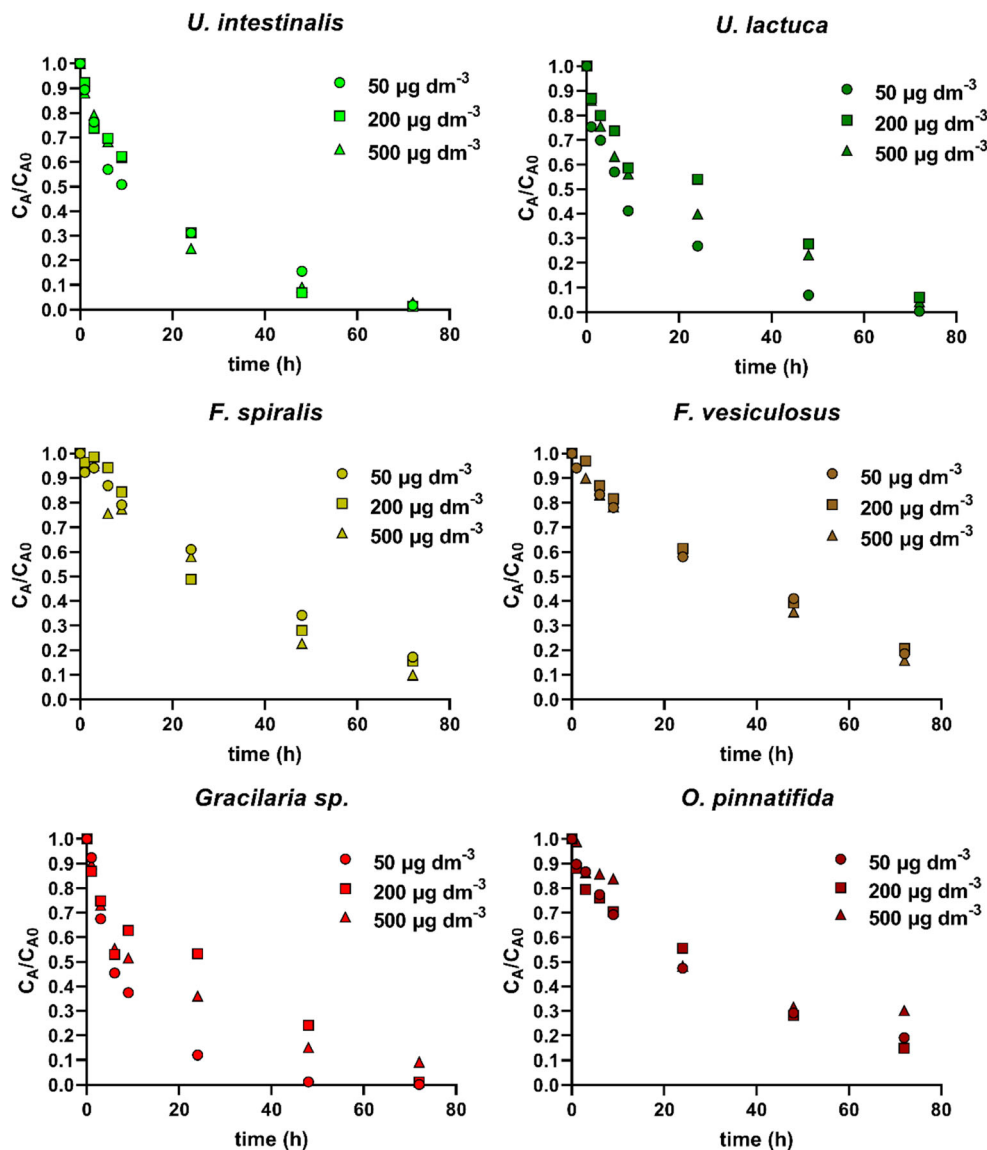 U. intestinalis
1.0
0.9
0.8
0.7
0.6
0.5
0.4
0.3
0.2
0.1
0.0
C_A/C_A0
50 µg dm⁻³
200 µg dm⁻³
500 µg dm⁻³
0 20 40 60 80
time (h)
U. lactuca
1.0
0.9
0.8
0.7
0.6
0.5
0.4
0.3
0.2
0.1
0.0
C_A/C_A0
50 µg dm⁻³
200 µg dm⁻³
500 µg dm⁻³
0 20 40 60 80
time (h)
F. spiralis
1.0
0.9
0.8
0.7
0.6
0.5
0.4
0.3
0.2
0.1
0.0
C_A/C_A0
50 µg dm⁻³
200 µg dm⁻³
500 µg dm⁻³
0 20 40 60 80
time (h)
F. vesiculosus
1.0
0.9
0.8
0.7
0.6
0.5
0.4
0.3
0.2
0.1
0.0
C_A/C_A0
50 µg dm⁻³
200 µg dm⁻³
500 µg dm⁻³
0 20 40 60 80
time (h)
Gracilaria sp.
1.0
0.9
0.8
0.7
0.6
0.5
0.4
0.3
0.2
0.1
0.0
C_A/C_A0
50 µg dm⁻³
200 µg dm⁻³
500 µg dm⁻³
0 20 40 60 80
time (h)
O. pinnatifida
1.0
0.9
0.8
0.7
0.6
0.5
0.4
0.3
0.2
0.1
0.0
C_A/C_A0
50 µg dm⁻³
200 µg dm⁻³
500 µg dm⁻³
0 20 40 60 80
time (h)